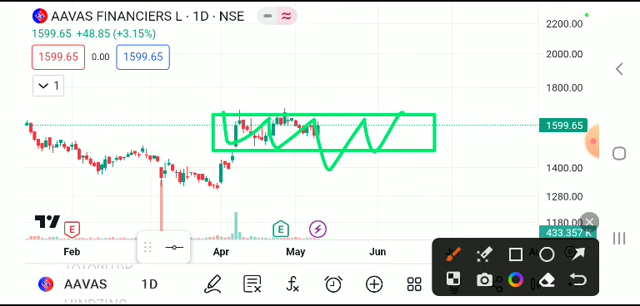 AAVAS FINANCIERS L · 1D · NSE
1599.65 +48.85 (+3.15%)
1599.65 0.00 1599.65
1
2200.00
2000.00
1800.00
1599.65
1400.00
1280.00
1180.00
433.357 K
E E
Feb Apr May Jun
AAVAS 1D